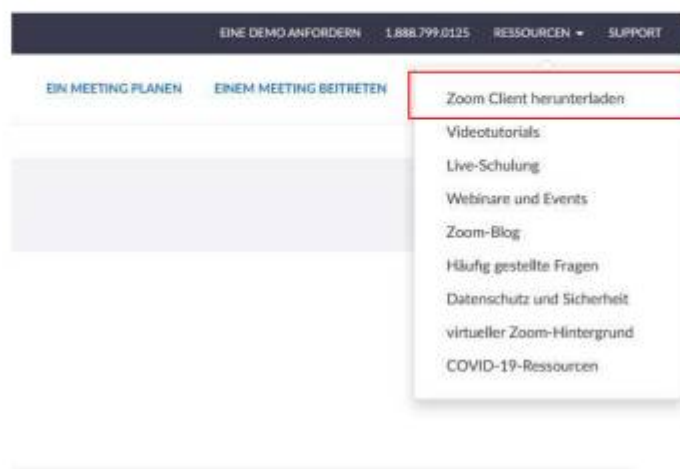 EINE DEMO ANFORDERN 1.888.799.0125 RESSOURCEN SUPPORT
EIN MEETING PLANEN EINEM MEETING BEITRETEN
Zoom Client herunterladen
Videotutorials
Live-Schulung
Webinare und Events
Zoom-Blog
Häufig gestellte Fragen
Datenschutz und Sicherheit
virtueller Zoom-Hintergrund
COVID-19-Ressourcen